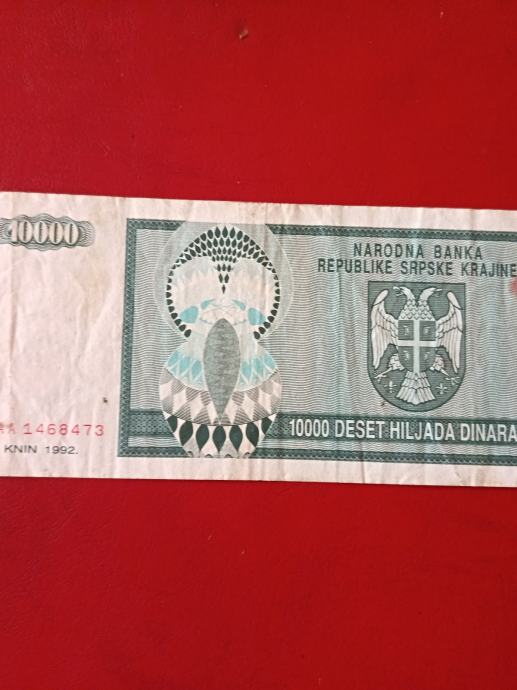 10000
NARODNA BANKA
REPUBLIKE SRPSKE KRAJINE
10000 DESET HILJADA DINARA
1468473
KNIN 1992.